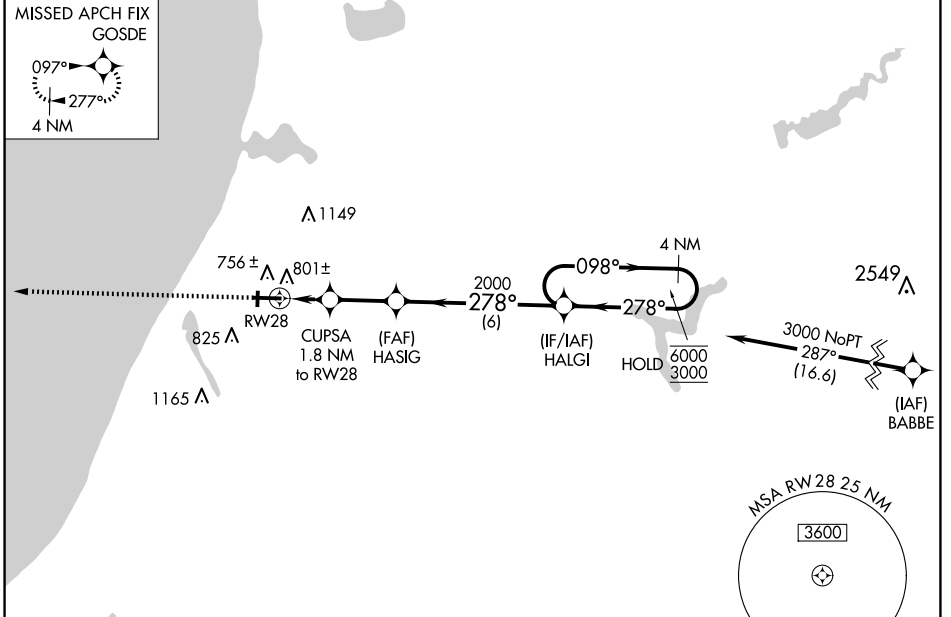 MISSED APCH FIX
GOSDE
097°
277°
4 NM
1149
4 NM
756 ±
801±
098°
2549
2000
278°
(6)
278°
3000 NoPT
287°
(16.6)
RW28
825
CUPSA
1.8 NM
to RW28
(FAF)
HASIG
(IF/IAF)
HALGI
HOLD
6000
3000
1165
(IAF)
BABBE
MSA RW28 25 NM
3600